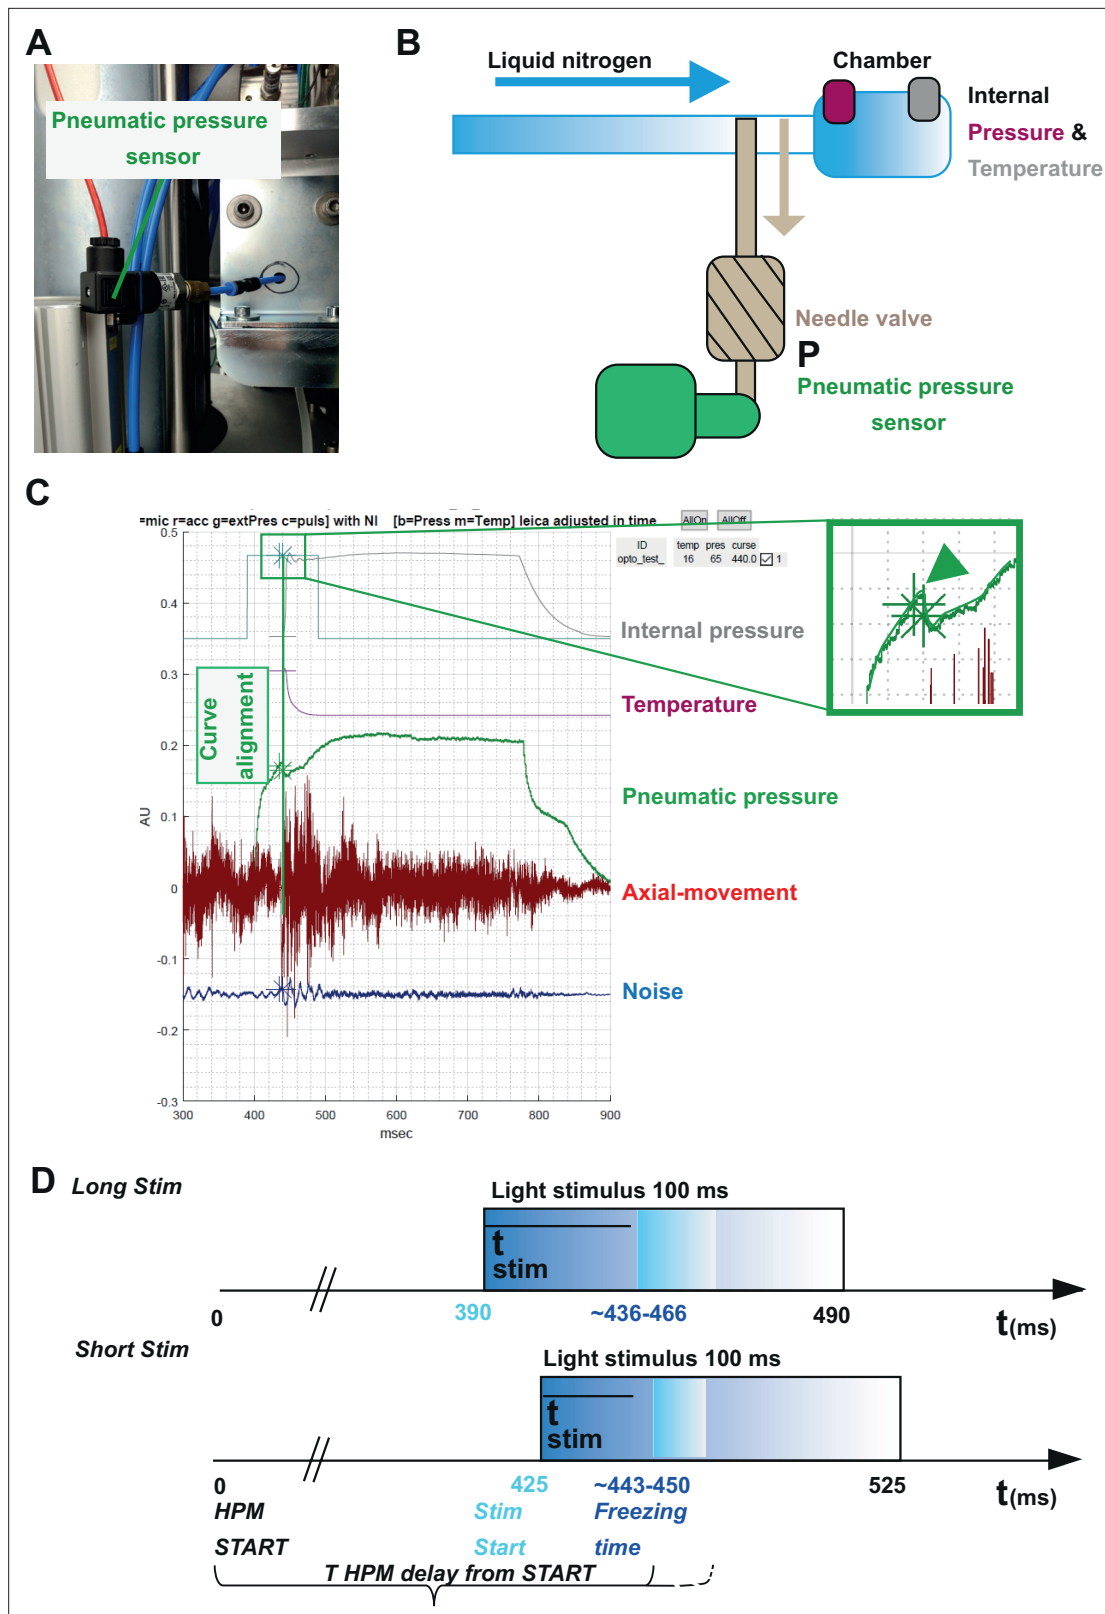 A
Pneumatic pressure
sensor
B
Liquid nitrogen
Chamber
Internal
Pressure &
Temperature
Needle valve
P
Pneumatic pressure
sensor
C
=mic r=acc g=extPres c=puls] with NI [b=Press m=Temp] leica adjusted in time
AllOn AllOff
ID temp pres curse
opto_test_ 16 65 440.0 1
0.5
0.4
0.3
0.2
0.1
0
-0.1
-0.2
-0.3
AU
300 400 500 600 700 800 900
msec
Curve
alignment
Internal pressure
Temperature
Pneumatic pressure
Axial-movement
Noise
D
Long Stim
Light stimulus 100 ms
t
stim
0 390 ~436-466 490 t(ms)
Short Stim
Light stimulus 100 ms
t
stim
0 425 ~443-450 525 t(ms)
HPM Stim Freezing
START Start time
T HPM delay from START